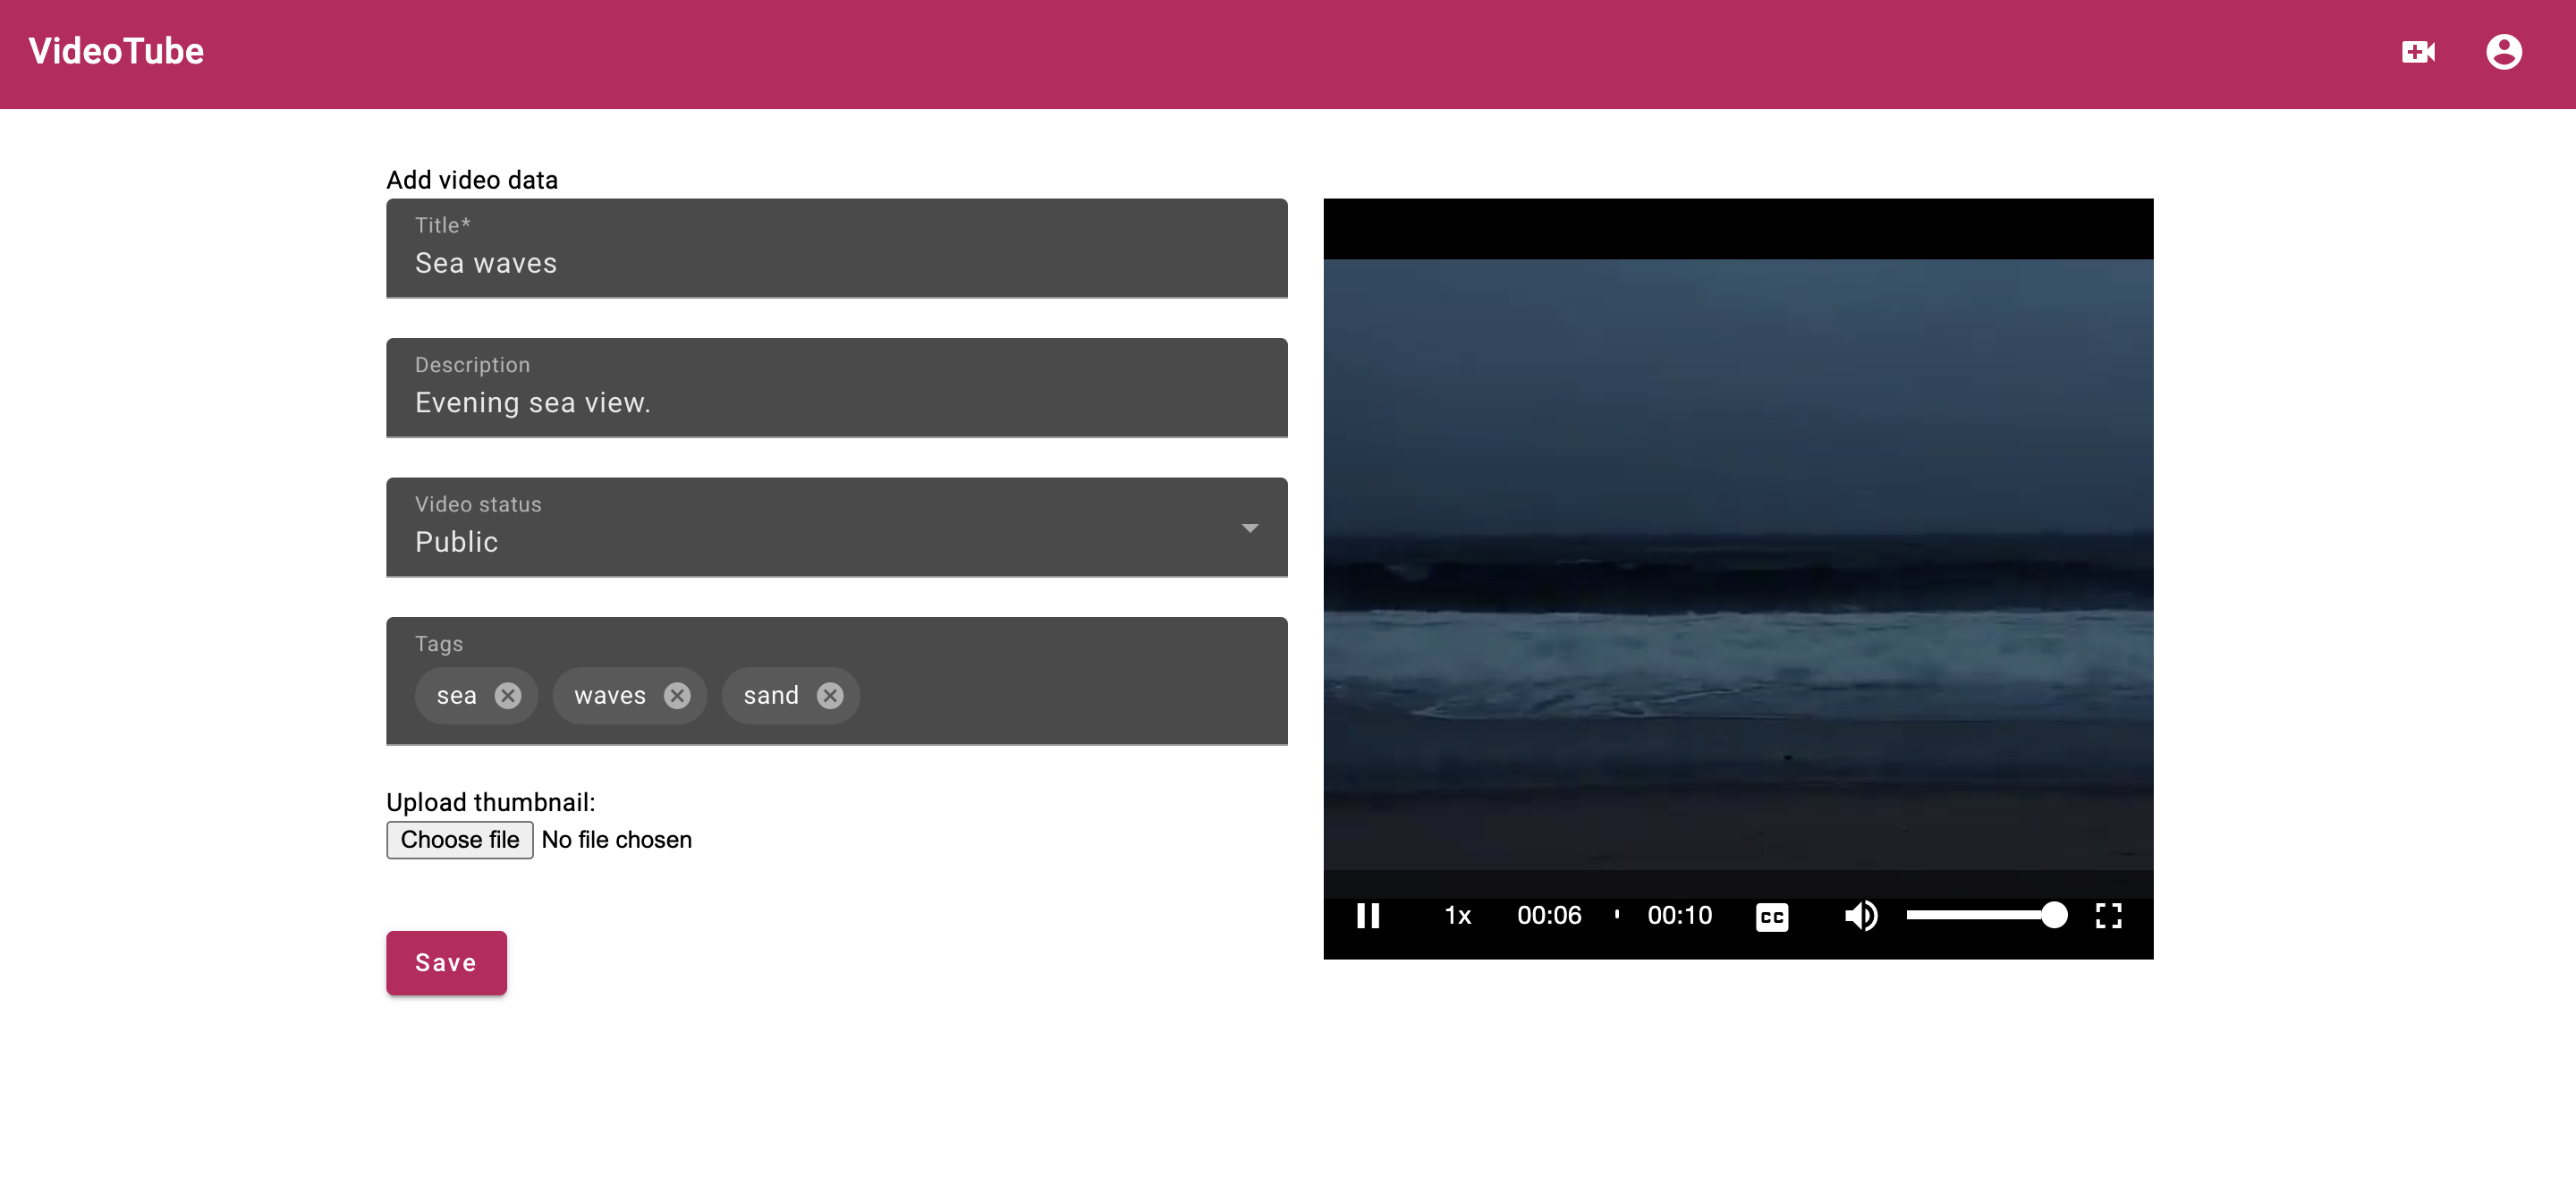 VideoTube
Add video data
Title*
Sea waves
Description
Evening sea view.
Video status
Public
Tags
sea waves sand
Upload thumbnail:
Choose file No file chosen
Save
1x 00:06 00:10 CC